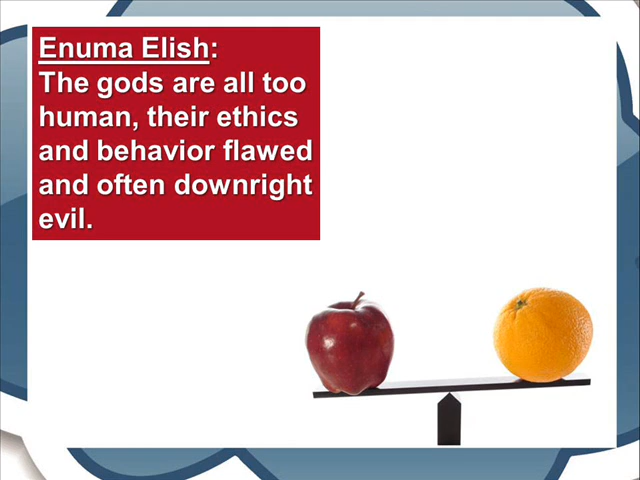 Enuma Elish:
The gods are all too
human, their ethics
and behavior flawed
and often downright
evil.